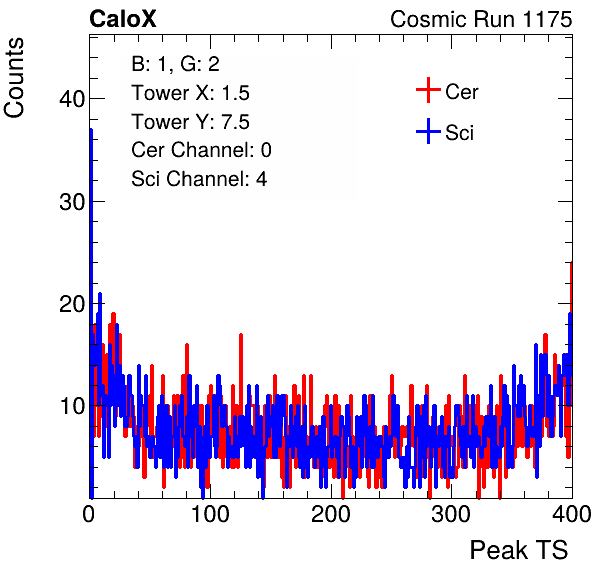 CaloX Cosmic Run 1175
Counts
B: 1, G: 2
Tower X: 1.5
Tower Y: 7.5
Cer Channel: 0
Sci Channel: 4
Cer
Sci
40
30
20
10
0 100 200 300 400
Peak TS